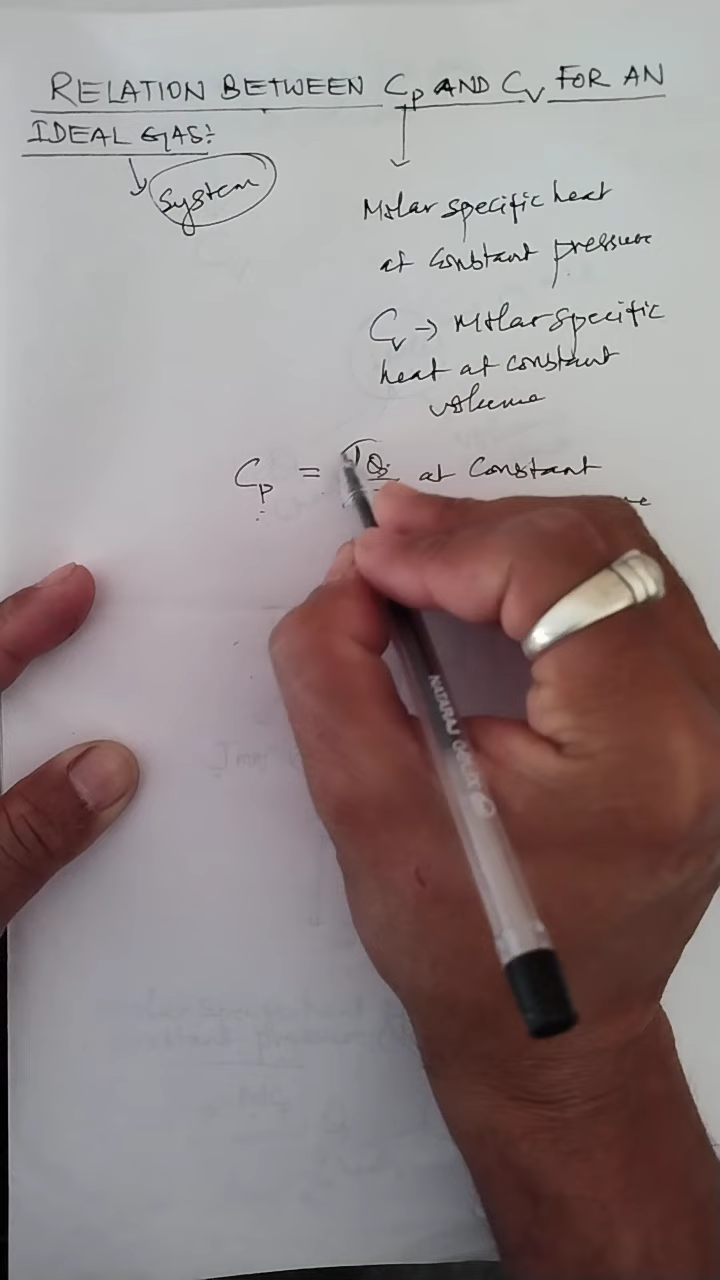 RELATION BETWEEN Cp AND Cv FOR AN
IDEAL GAS:
System
Molar specific heat
at constant pressure
Cv → Molar specific
heat at constant
volume
Cp = Q at constant
NATARAJ